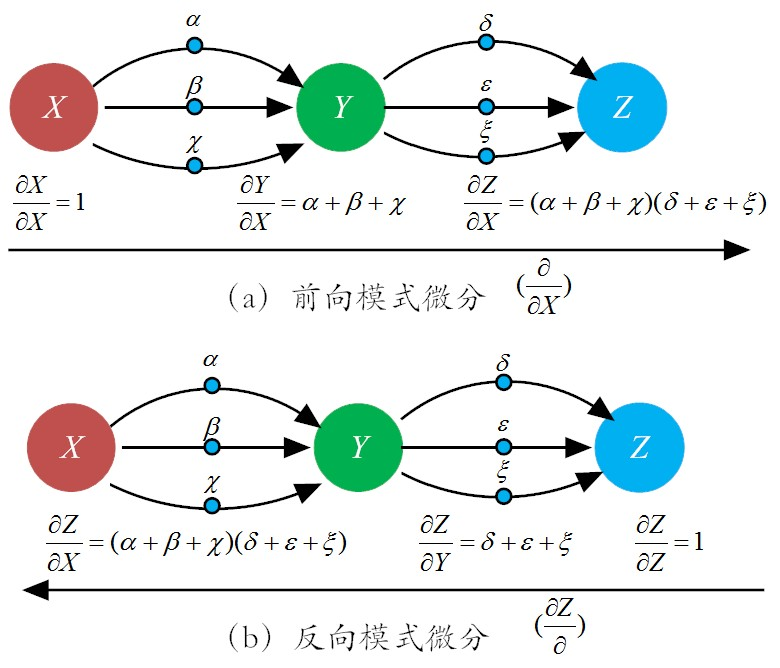 α δ
β ε
X Y Z
χ ξ
∂X/∂X = 1 ∂Y/∂X = α + β + χ ∂Z/∂X = (α + β + χ)(δ + ε + ξ)
(a) 前向模式微分 (∂/∂X)
α δ
β ε
X Y Z
χ ξ
∂Z/∂X = (α + β + χ)(δ + ε + ξ) ∂Z/∂Y = δ + ε + ξ ∂Z/∂Z = 1
(b) 反向模式微分 (∂Z/∂)